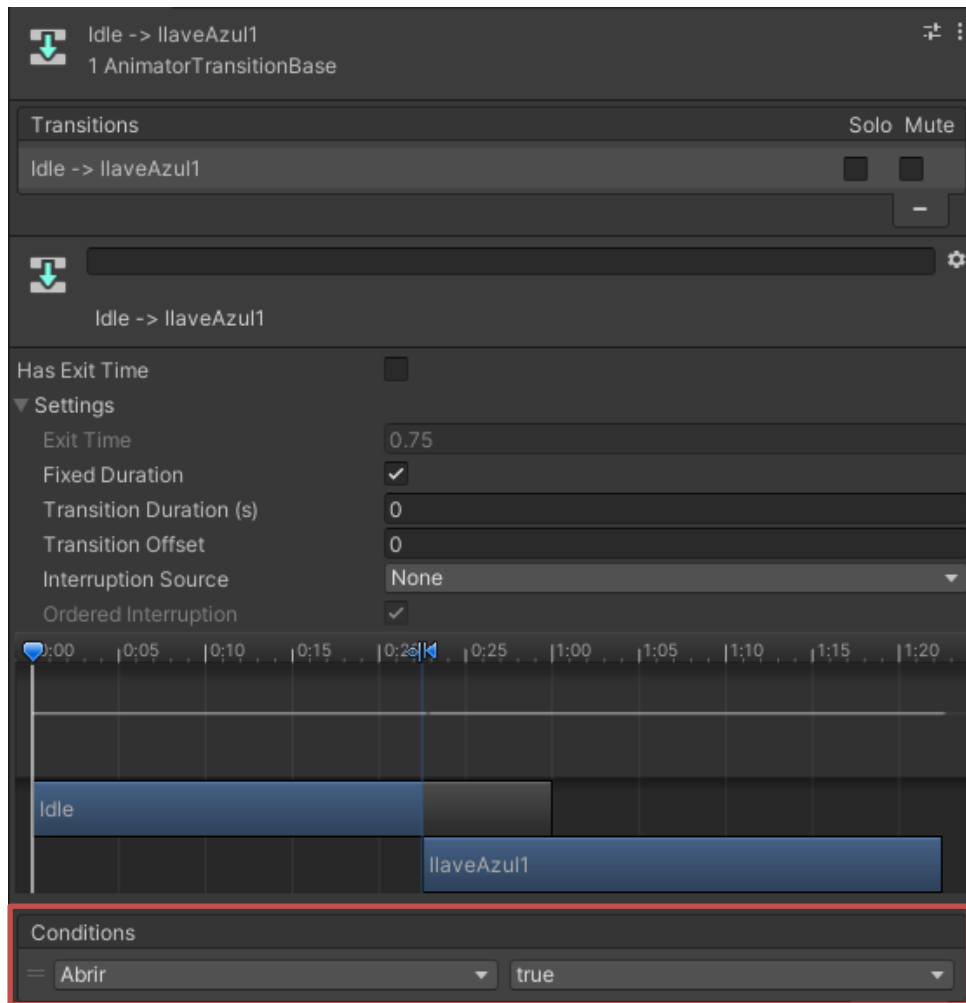 Idle -> llaveAzul1
1 AnimatorTransitionBase
Transitions Solo Mute
Idle -> llaveAzul1
Idle -> llaveAzul1
Has Exit Time
Settings
Exit Time 0.75
Fixed Duration
Transition Duration (s) 0
Transition Offset 0
Interruption Source None
Ordered Interruption
0:05 0:10 0:15 0:25 1:00 1:05 1:10 1:15 1:20
Idle
llaveAzul1
Conditions
Abrir true